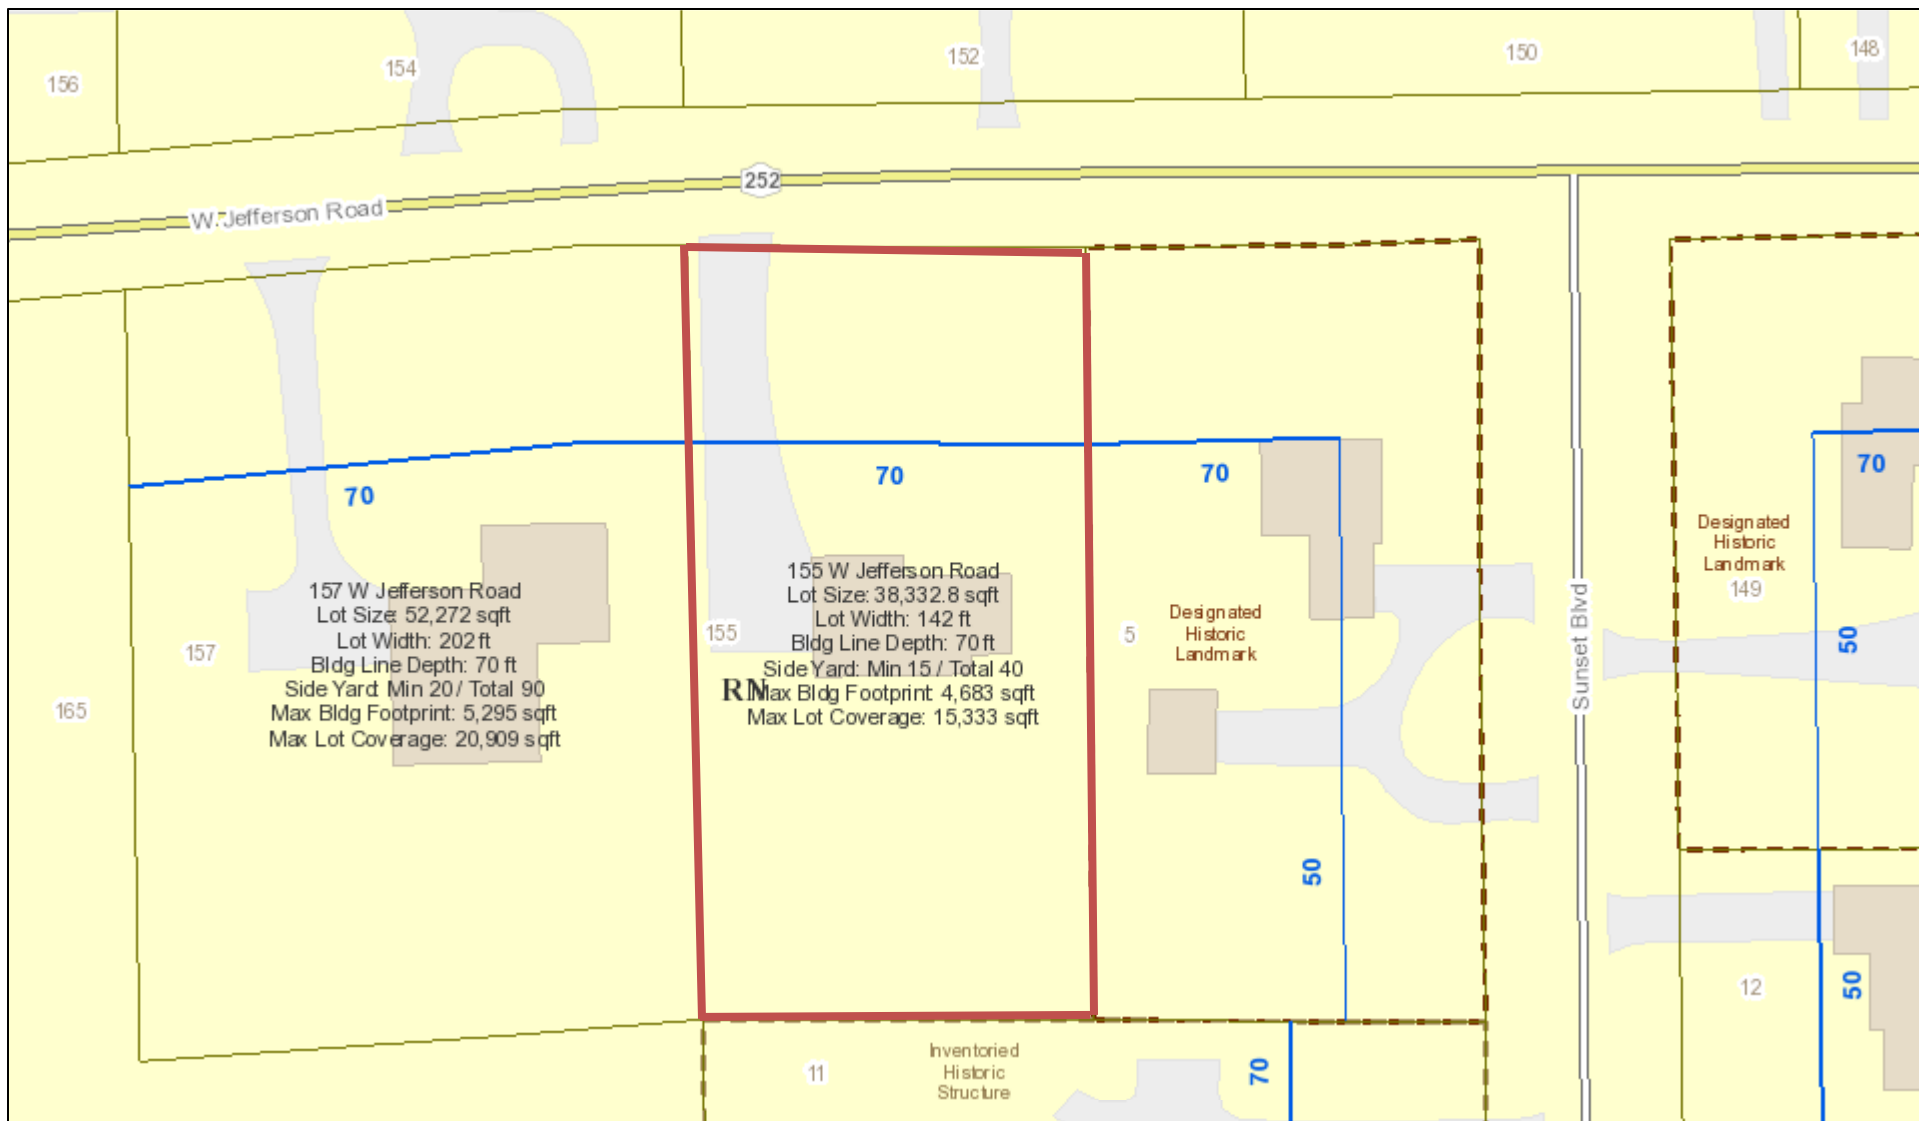 156
154
152
150
148
252
W. Jefferson Road
70
70
70
70
157 W Jefferson Road
Lot Size: 52,272 sqft
Lot Width: 202 ft
Bldg Line Depth: 70 ft
Side Yard: Min 20 / Total 90
Max Bldg Footprint: 5,295 sqft
Max Lot Coverage: 20,909 sqft
157
165
155 W Jefferson Road
Lot Size: 38,332.8 sqft
Lot Width: 142 ft
Bldg Line Depth: 70 ft
Side Yard: Min 15 / Total 40
Max Bldg Footprint: 4,683 sqft
Max Lot Coverage: 15,333 sqft
155
RN
5
Designated
Historic
Landmark
50
Sunset Blvd
Designated
Historic
Landmark
149
50
12
50
11
Inventoried
Historic
Structure
70